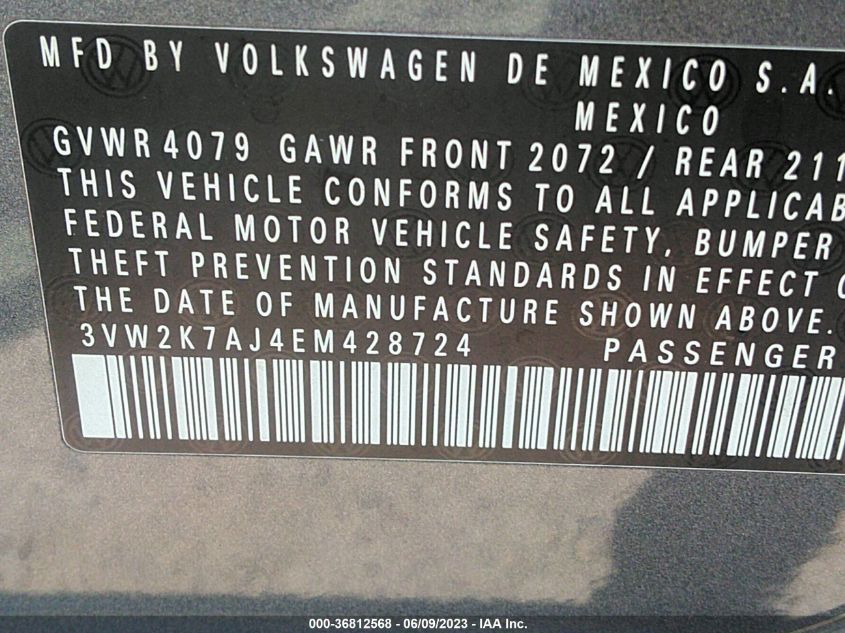 MFD BY VOLKSWAGEN DE MEXICO S.A.
MEXICO
GVWR 4079 GAWR FRONT 2072 / REAR 211
THIS VEHICLE CONFORMS TO ALL APPLICAB
FEDERAL MOTOR VEHICLE SAFETY, BUMPER
THEFT PREVENTION STANDARDS IN EFFECT
THE DATE OF MANUFACTURE SHOWN ABOVE.
3VW2K7AJ4EM428724 PASSENGER
000-36812568 - 06/09/2023 - IAA Inc.